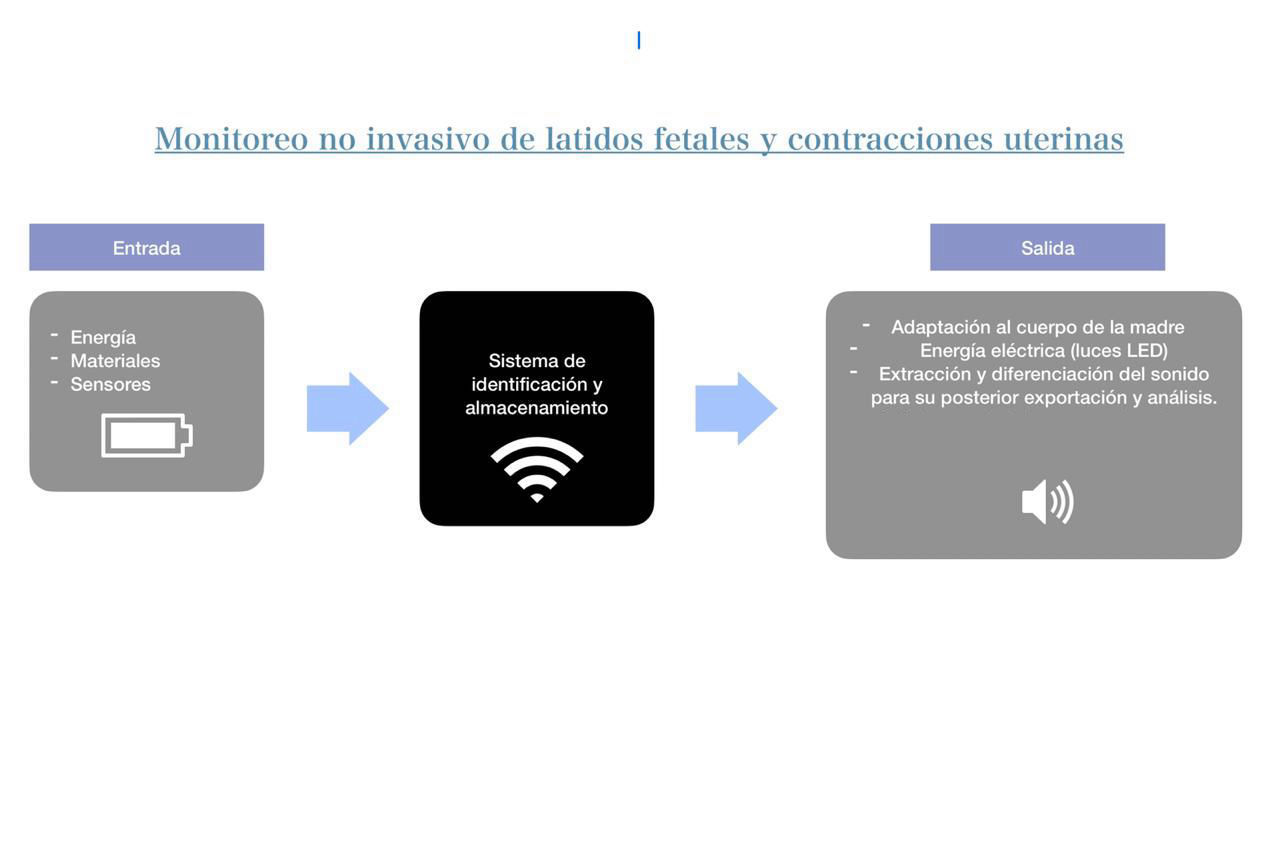 Monitoreo no invasivo de latidos fetales y contracciones uterinas
Entrada
- Energía
- Materiales
- Sensores
Sistema de
identificación y
almacenamiento
Salida
- Adaptación al cuerpo de la madre
- Energía eléctrica (luces LED)
- Extracción y diferenciación del sonido
para su posterior exportación y análisis.